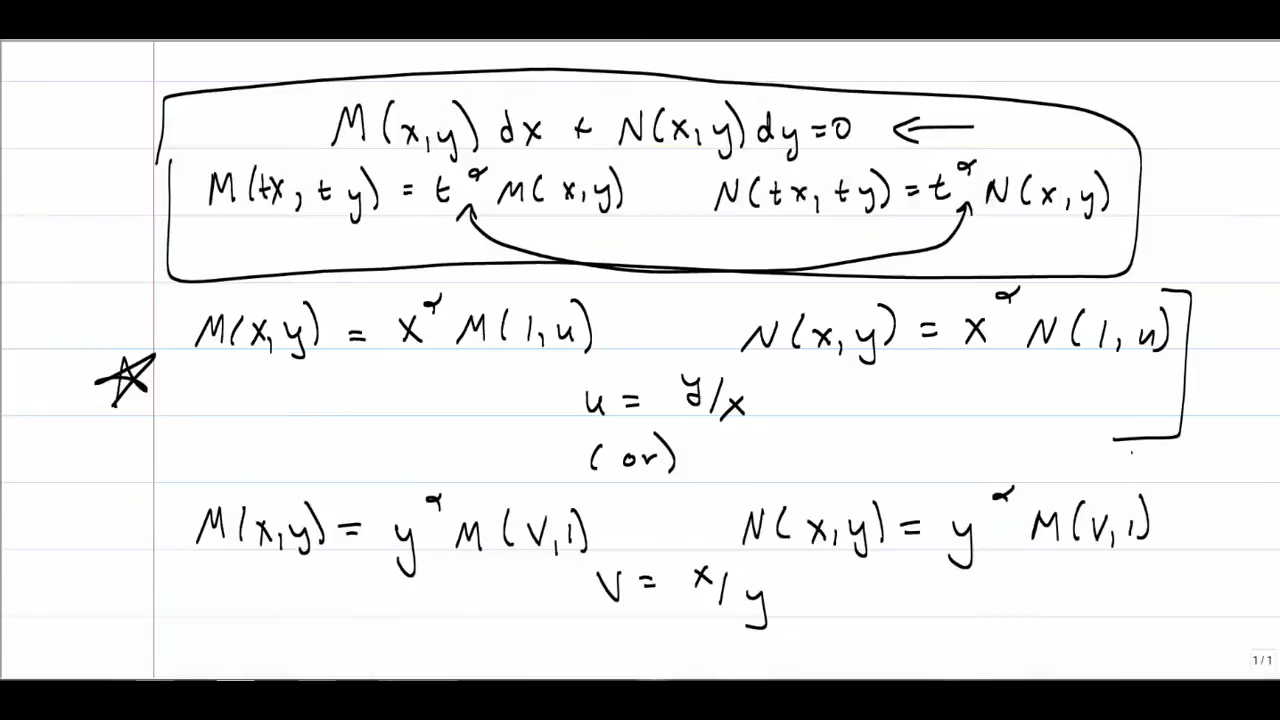 M(x,y) dx + N(x,y) dy = 0 ←
M(tx, ty) = t^α M(x,y) N(tx, ty) = t^α N(x,y)
M(x,y) = x^α M(1,u) N(x,y) = x^α N(1,u)
u = y/x
(or)
M(x,y) = y^α M(v,1) N(x,y) = y^α M(v,1)
v = x/y
1/1